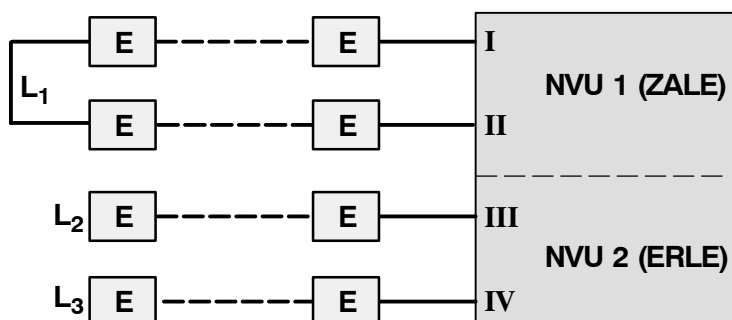 E E I
L1 NVU 1 (ZALE)
E E II
L2 E E III
NVU 2 (ERLE)
L3 E E IV